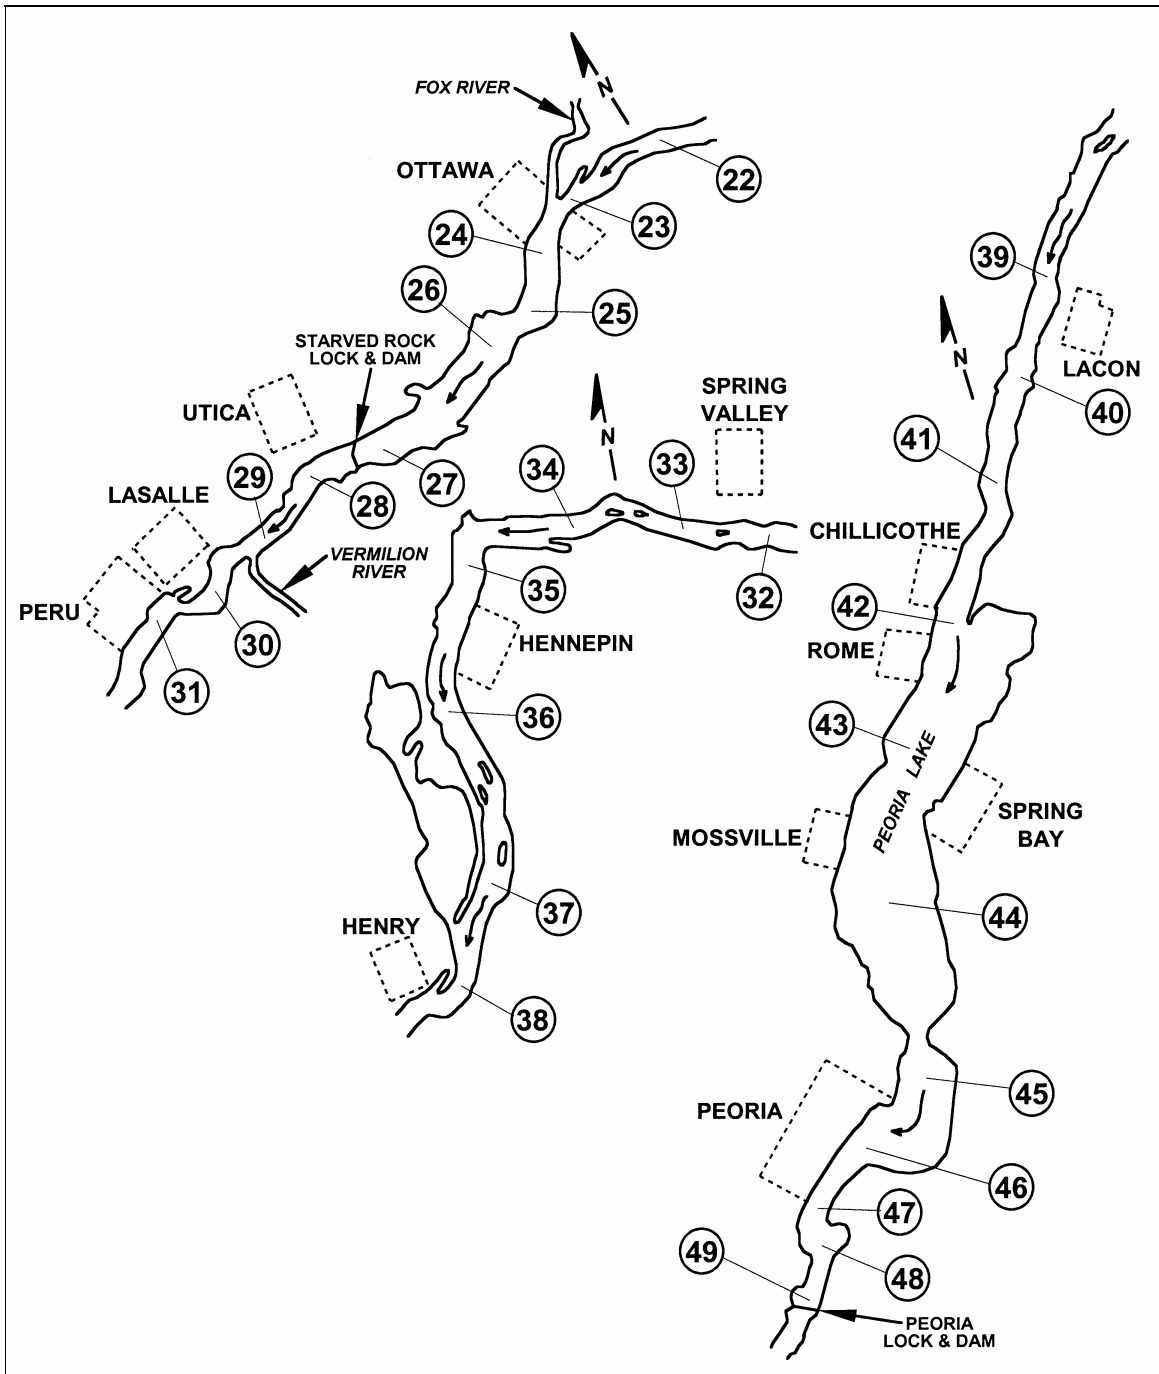 FOX RIVER
N
OTTAWA
22
23
24
26
25
STARVED ROCK
LOCK & DAM
UTICA
29
28
27
LASALLE
VERMILION
RIVER
PERU
30
31
N
SPRING
VALLEY
34
33
32
35
HENNEPIN
36
37
HENRY
38
39
LACON
N
40
41
CHILLICOTHE
42
ROME
43
PEORIA LAKE
SPRING
BAY
MOSSVILLE
44
45
PEORIA
46
47
49
48
PEORIA
LOCK & DAM